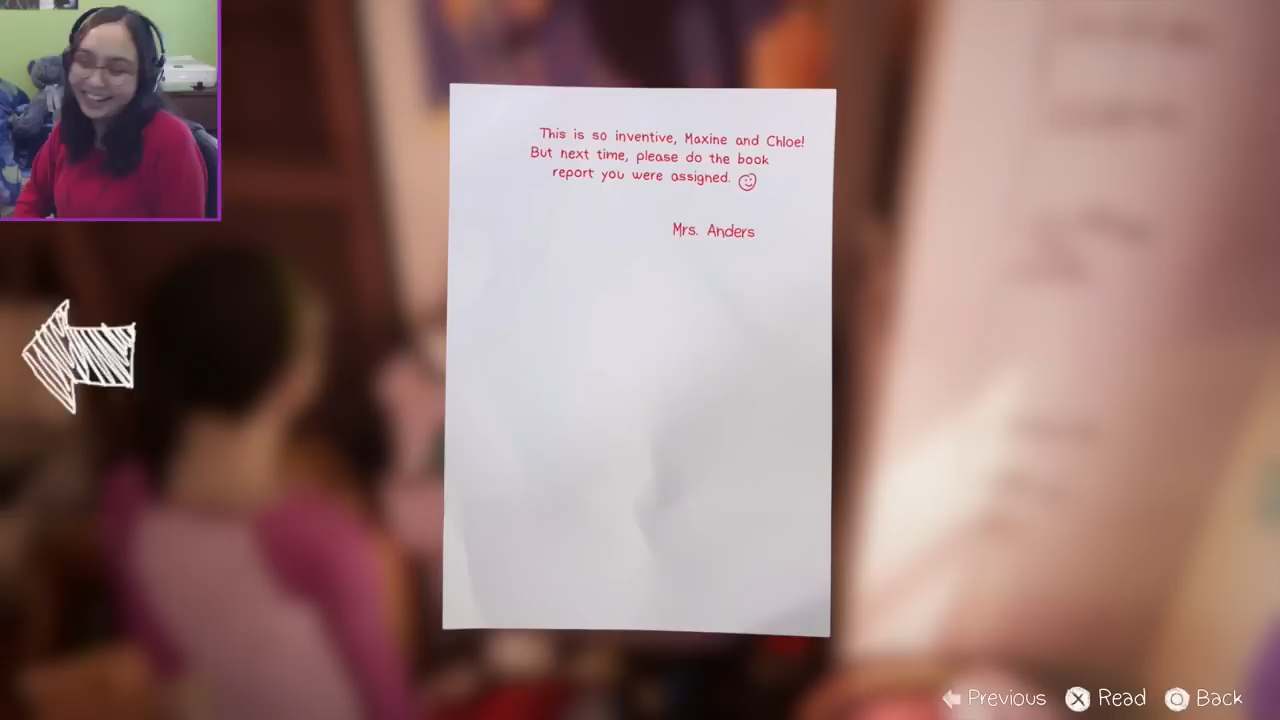 This is so inventive, Maxine and Chloe!
But next time, please do the book
report you were assigned.
Mrs. Anders
Previous
Read
Back